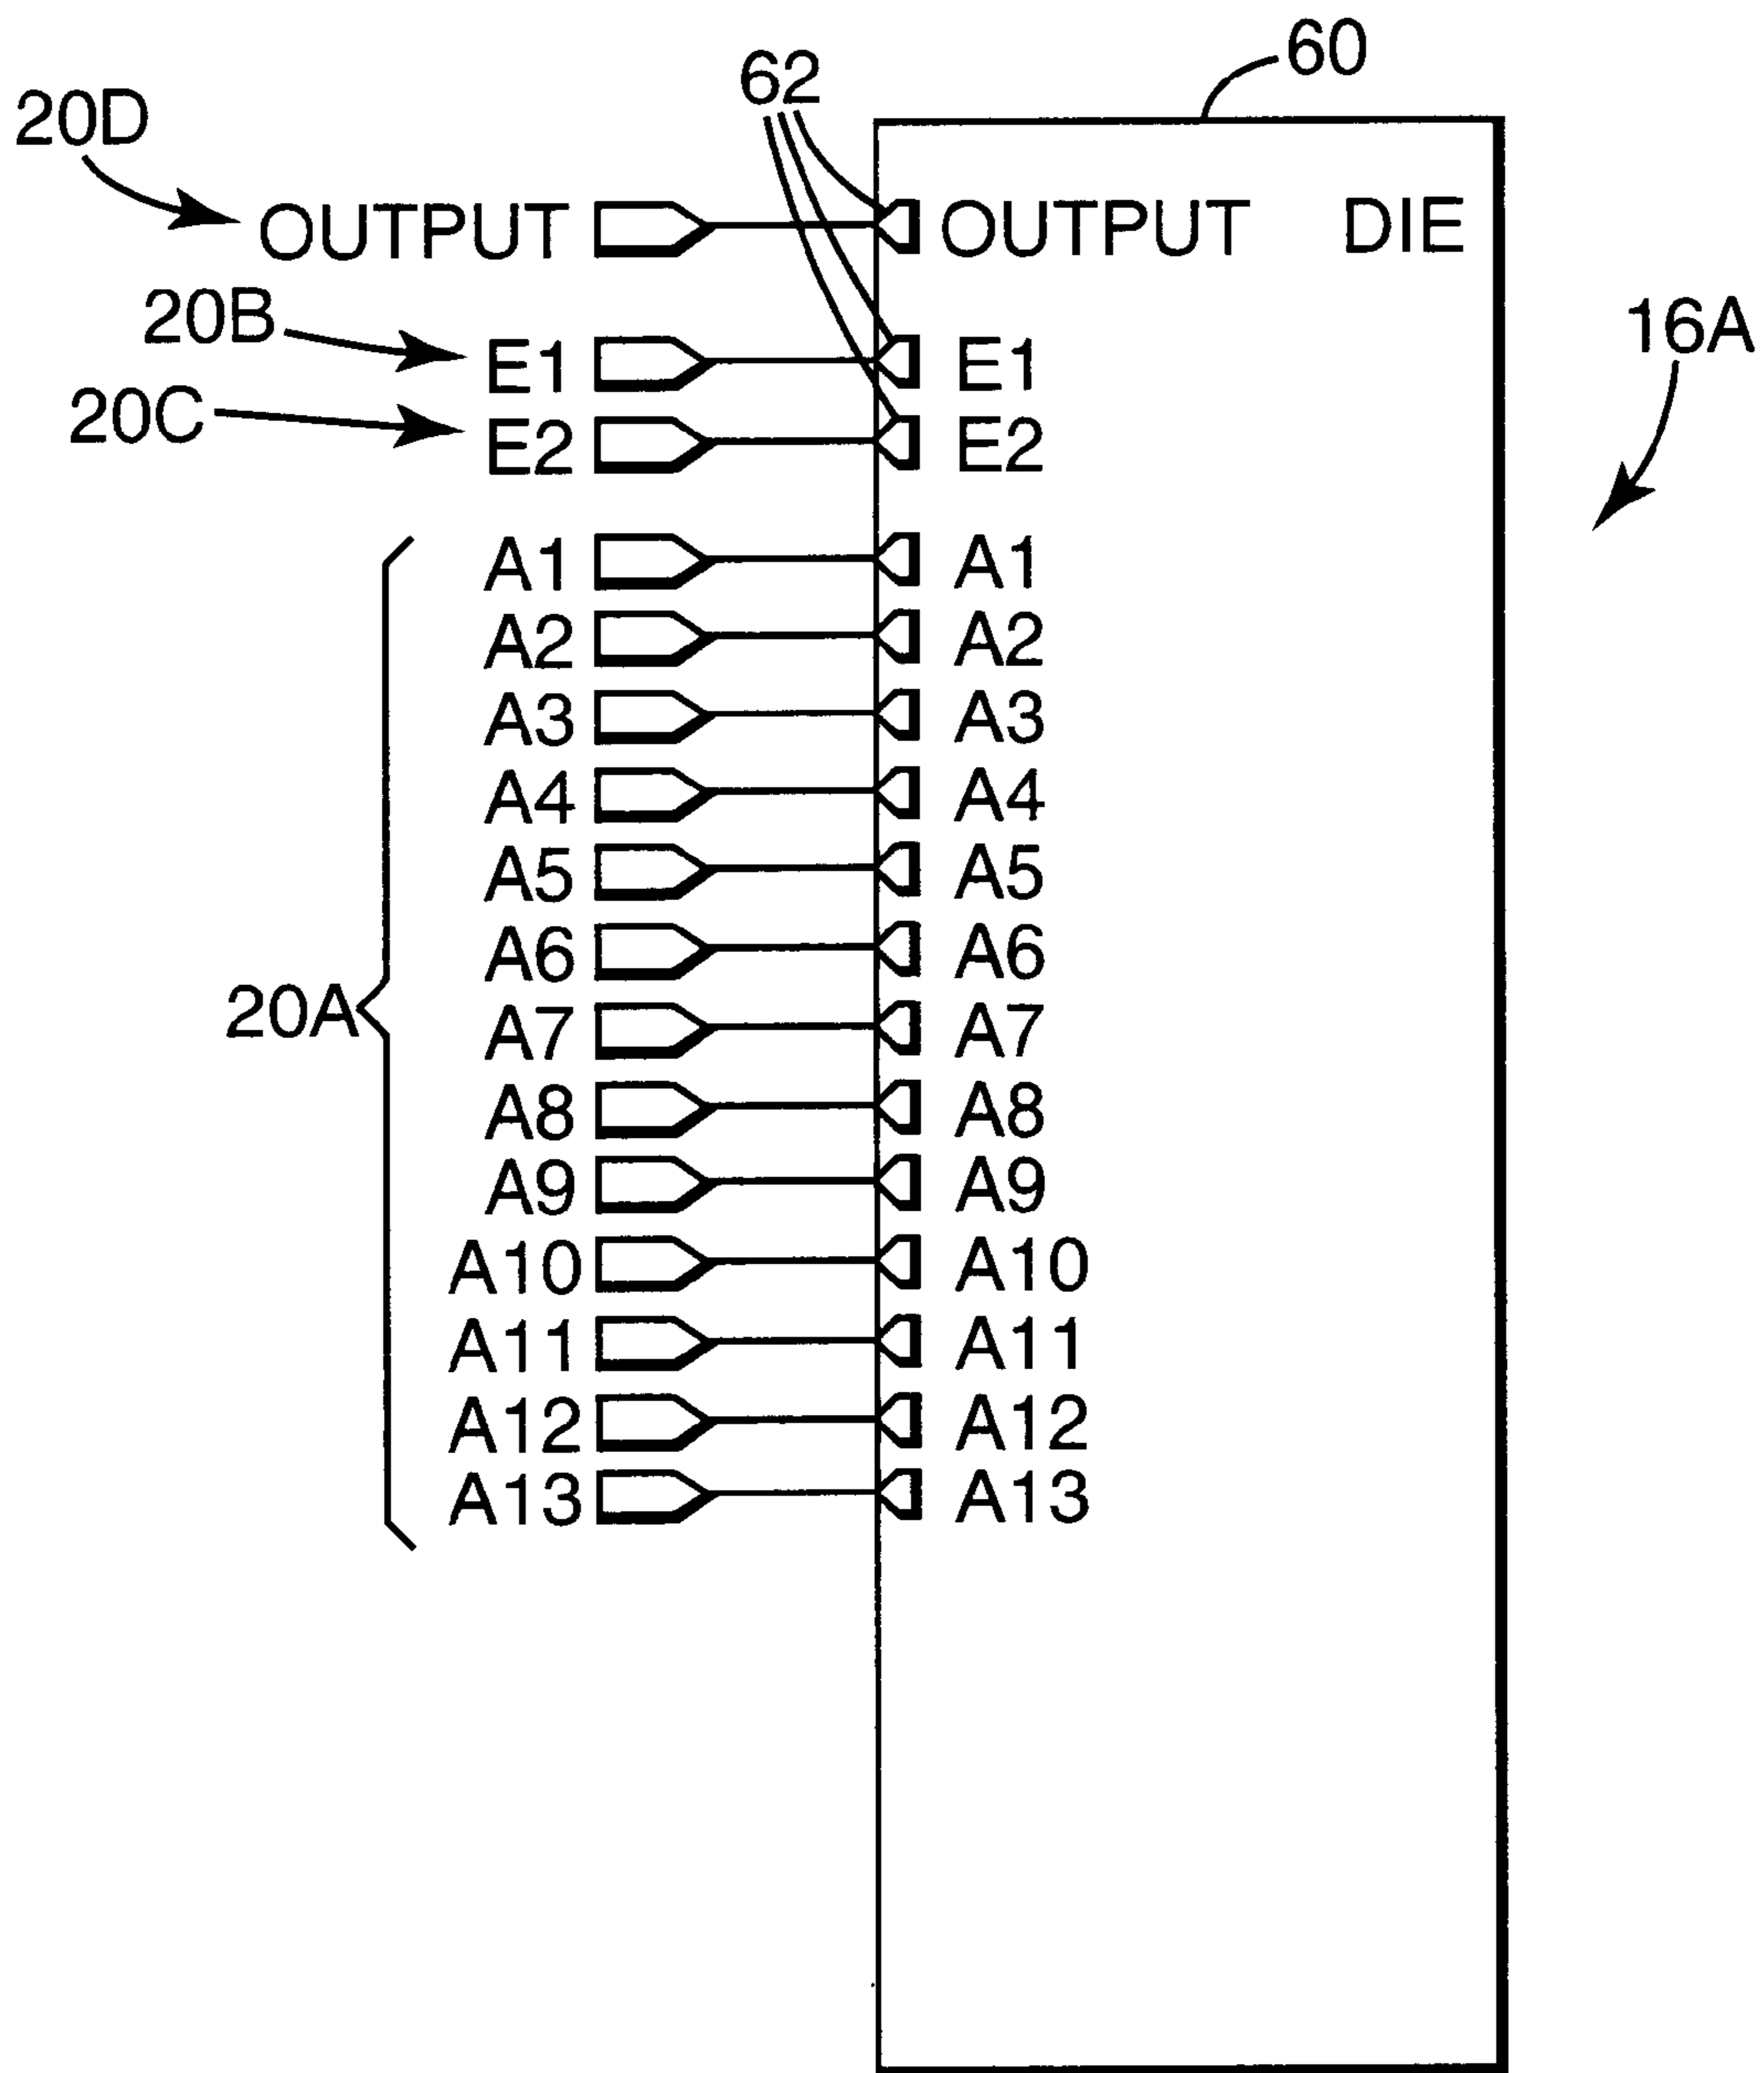 60
62
20D
OUTPUT OUTPUT DIE
20B
16A
E1 E1
20C
E2 E2
A1 A1
A2 A2
A3 A3
A4 A4
A5 A5
A6 A6
20A
A7 A7
A8 A8
A9 A9
A10 A10
A11 A11
A12 A12
A13 A13